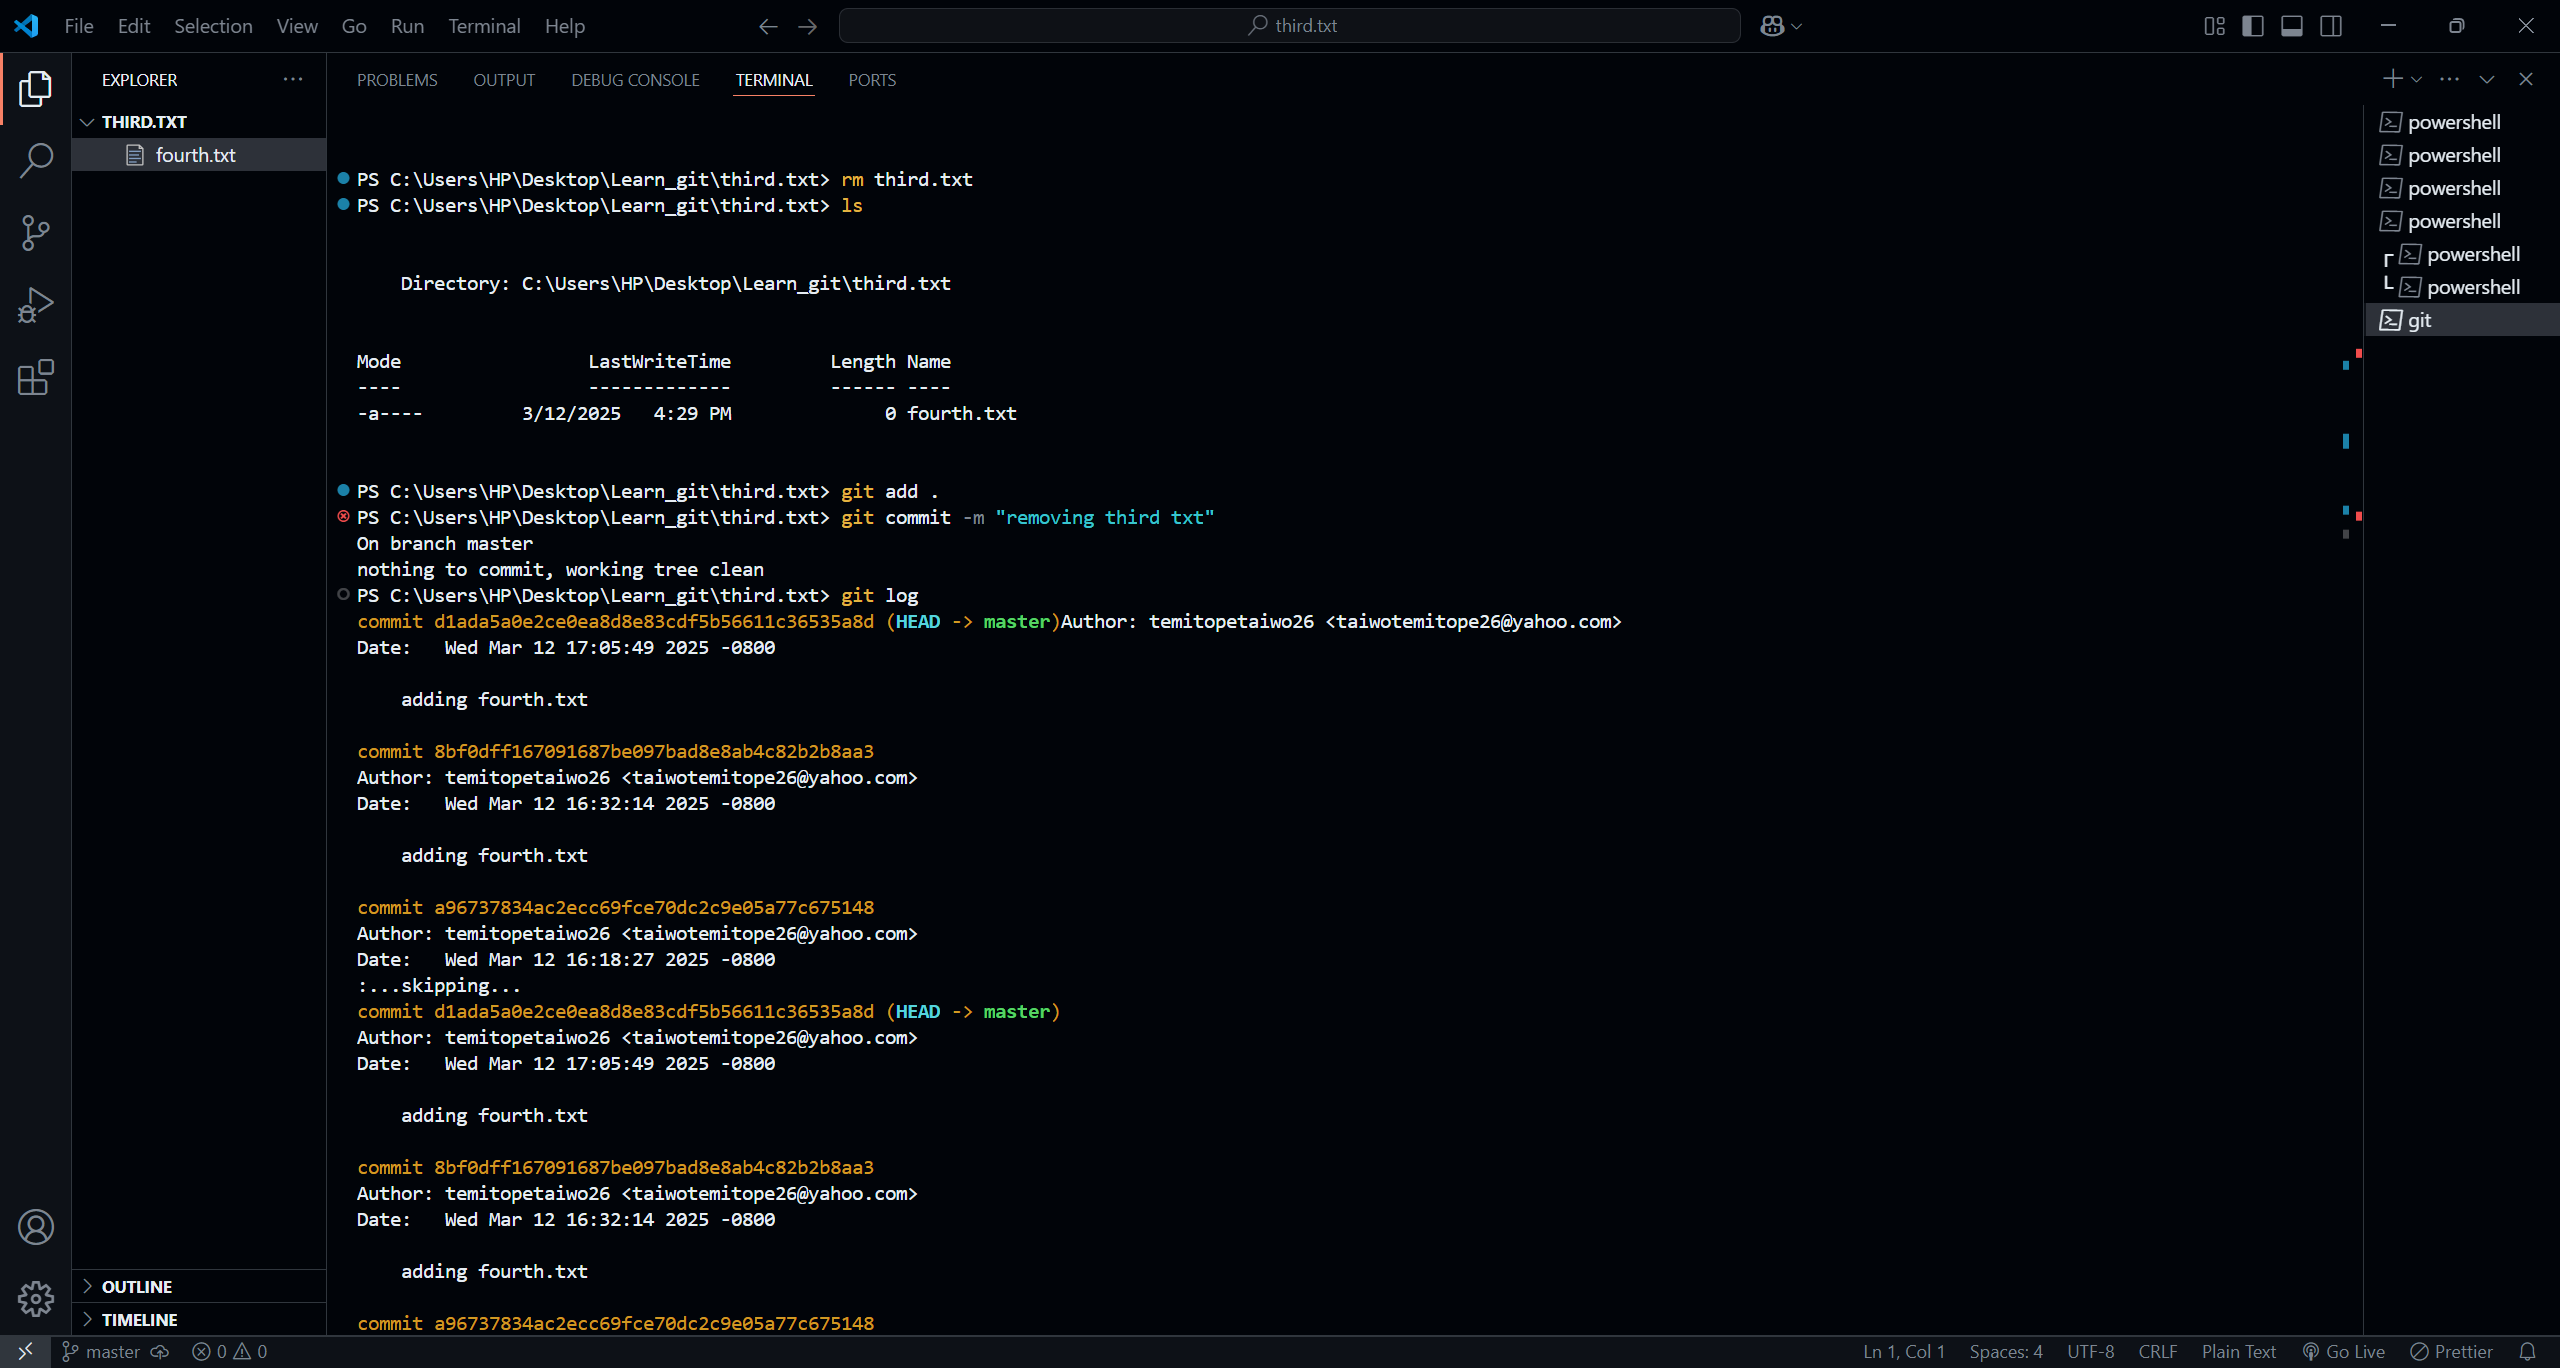 File Edit Selection View Go Run Terminal Help
third.txt
EXPLORER
THIRD.TXT
fourth.txt
OUTLINE
TIMELINE
PROBLEMS OUTPUT DEBUG CONSOLE TERMINAL PORTS
PS C:\Users\HP\Desktop\Learn_git\third.txt> rm third.txt
PS C:\Users\HP\Desktop\Learn_git\third.txt> ls
Directory: C:\Users\HP\Desktop\Learn_git\third.txt
Mode LastWriteTime Length Name
---- ------------- ------ ----
-a---- 3/12/2025 4:29 PM 0 fourth.txt
PS C:\Users\HP\Desktop\Learn_git\third.txt> git add .
PS C:\Users\HP\Desktop\Learn_git\third.txt> git commit -m "removing third txt"
On branch master
nothing to commit, working tree clean
PS C:\Users\HP\Desktop\Learn_git\third.txt> git log
commit d1ada5a0e2ce0ea8d8e83cdf5b56611c36535a8d (HEAD -> master)Author: temitopetaiwo26 <taiwotemitope26@yahoo.com>
Date: Wed Mar 12 17:05:49 2025 -0800
adding fourth.txt
commit 8bf0dff167091687be097bad8e8ab4c82b2b8aa3
Author: temitopetaiwo26 <taiwotemitope26@yahoo.com>
Date: Wed Mar 12 16:32:14 2025 -0800
adding fourth.txt
commit a96737834ac2ecc69fce70dc2c9e05a77c675148
Author: temitopetaiwo26 <taiwotemitope26@yahoo.com>
Date: Wed Mar 12 16:18:27 2025 -0800
:...skipping...
commit d1ada5a0e2ce0ea8d8e83cdf5b56611c36535a8d (HEAD -> master)
Author: temitopetaiwo26 <taiwotemitope26@yahoo.com>
Date: Wed Mar 12 17:05:49 2025 -0800
adding fourth.txt
commit 8bf0dff167091687be097bad8e8ab4c82b2b8aa3
Author: temitopetaiwo26 <taiwotemitope26@yahoo.com>
Date: Wed Mar 12 16:32:14 2025 -0800
adding fourth.txt
commit a96737834ac2ecc69fce70dc2c9e05a77c675148
powershell
powershell
powershell
powershell
powershell
powershell
git
master 0 0
Ln 1, Col 1 Spaces: 4 UTF-8 CRLF Plain Text Go Live Prettier